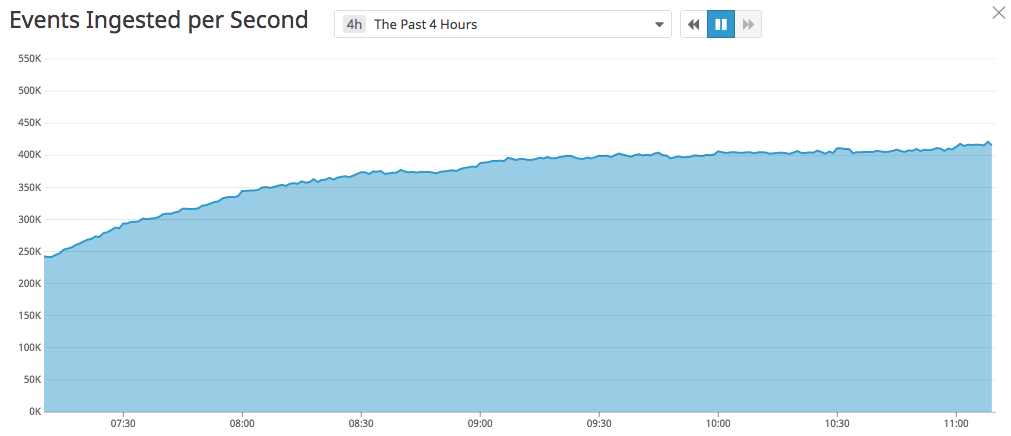 Events Ingested per Second
4h The Past 4 Hours
550K
500K
450K
400K
350K
300K
250K
200K
150K
100K
50K
0K
07:30 08:00 08:30 09:00 09:30 10:00 10:30 11:00